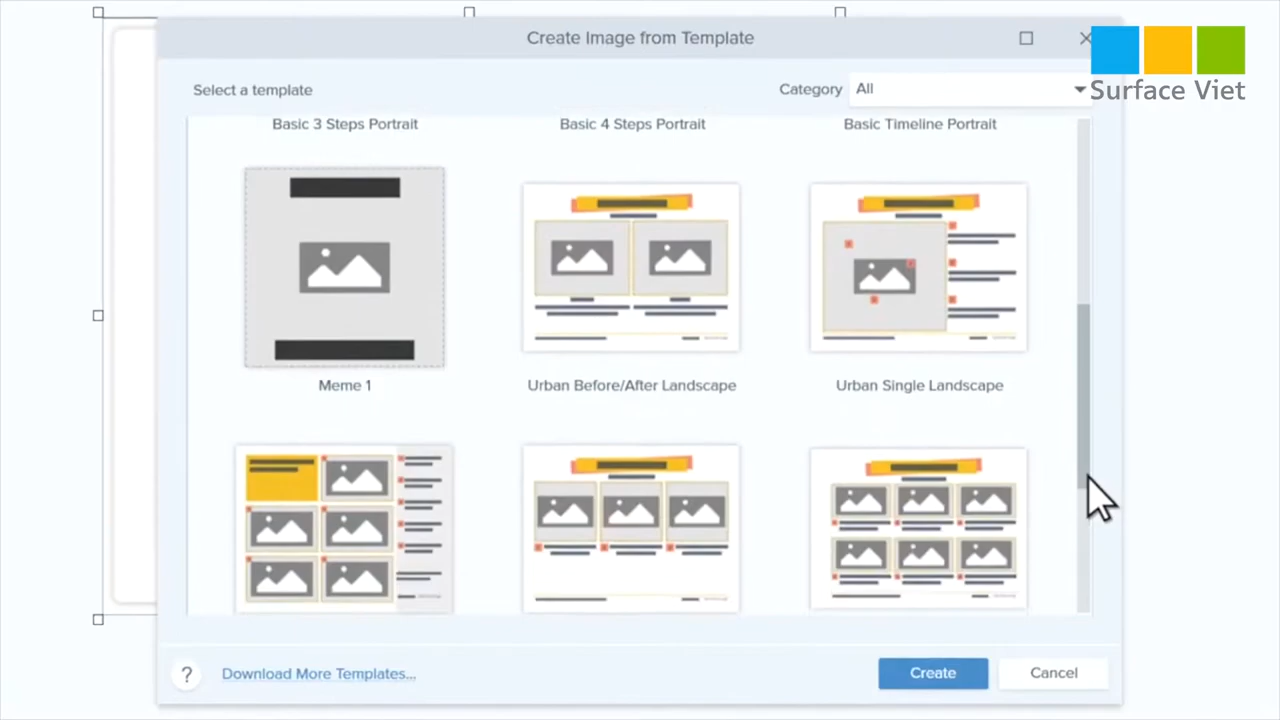 Create Image from Template
Surface Viet
Select a template
Category All
Basic 3 Steps Portrait
Basic 4 Steps Portrait
Basic Timeline Portrait
Meme 1
Urban Before/After Landscape
Urban Single Landscape
?
Download More Templates...
Create
Cancel